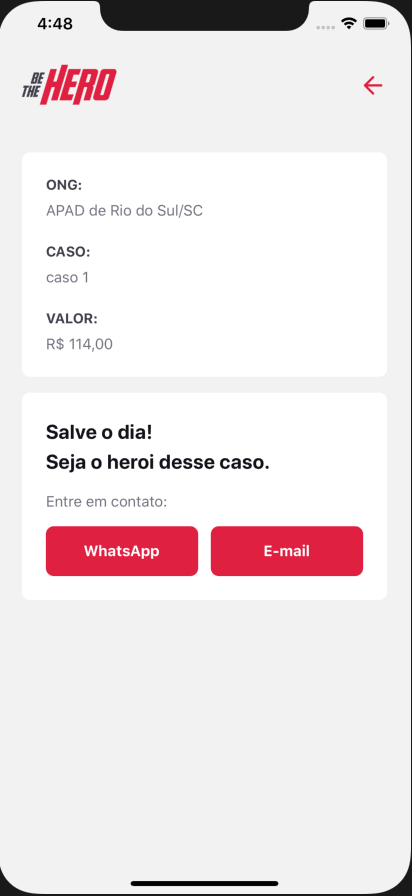 4:48
BE
THE
HERO
ONG:
APAD de Rio do Sul/SC
CASO:
caso 1
VALOR:
R$ 114,00
Salve o dia!
Seja o heroi desse caso.
Entre em contato:
WhatsApp
E-mail